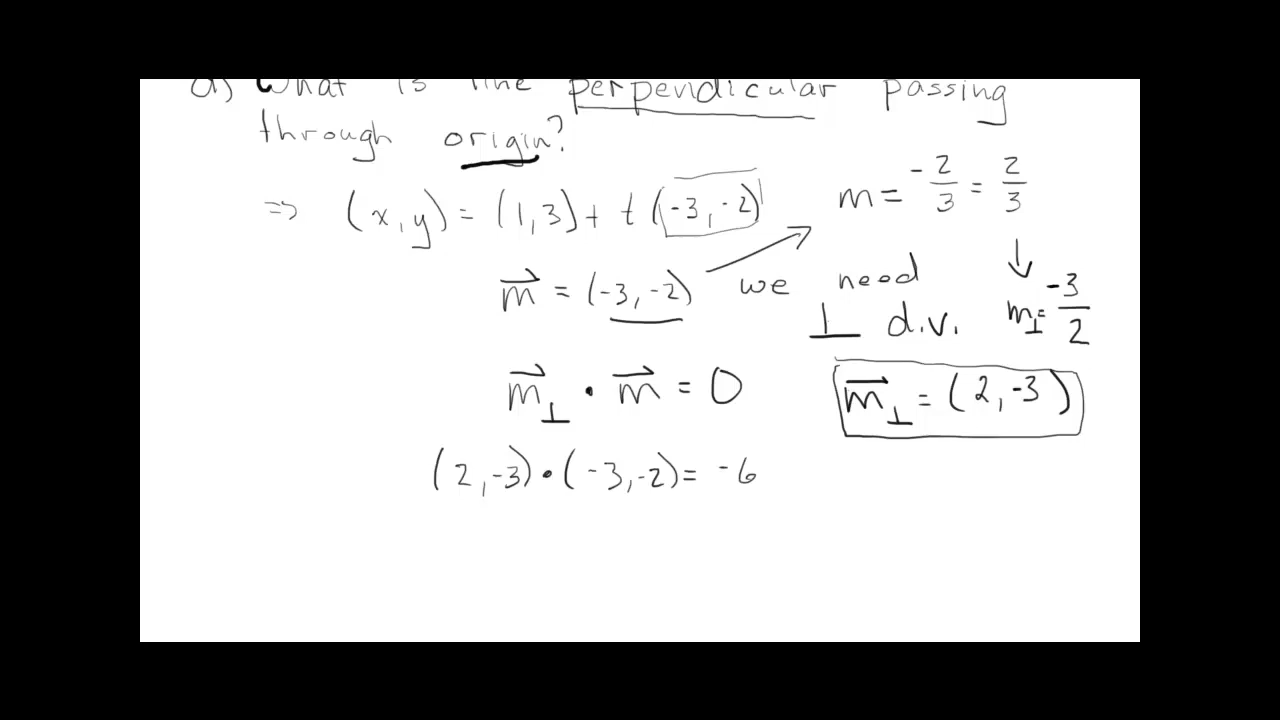 a) What is line perpendicular passing
through origin?
=> (x,y) = (1,3) + t (-3,-2)
m = -2/3 = 2/3
m⃗ = (-3,-2)
we need
⊥ d.v.
m⊥ = -3/2
m⃗⊥ • m⃗ = 0
m⃗⊥ = (2,-3)
(2,-3) • (-3,-2) = -6